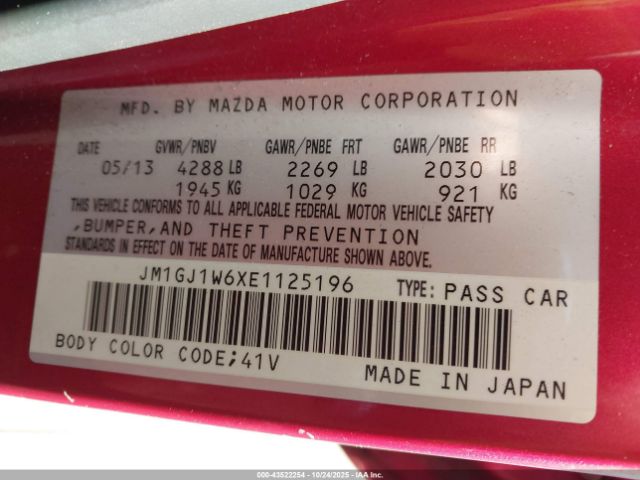 MFD. BY MAZDA MOTOR CORPORATION
DATE GVWR/PNBV GAWR/PNBE FRT GAWR/PNBE RR
05/13 4288 LB 2269 LB 2030 LB
1945 KG 1029 KG 921 KG
THIS VEHICLE CONFORMS TO ALL APPLICABLE FEDERAL MOTOR VEHICLE SAFETY
,BUMPER,AND THEFT PREVENTION
STANDARDS IN EFFECT ON THE DATE OF MANUFACTURE SHOWN ABOVE.
JM1GJ1W6XE1125196 TYPE: PASS CAR
BODY COLOR CODE;41V
MADE IN JAPAN
000-43522254 - 10/24/2025 - IAA Inc.